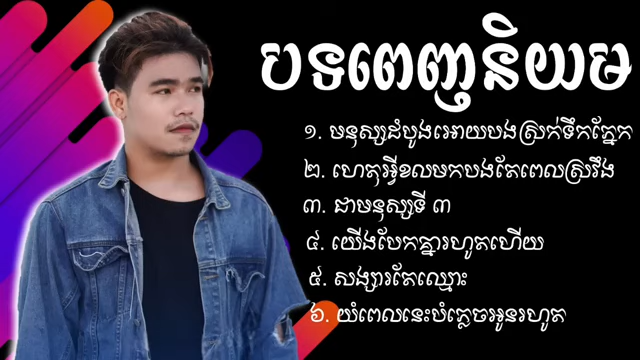 បទពេញនិយម
១. មនុស្សដំបូងអោយបងស្រក់ទឹកភ្នែក
២. ហេតុអ្វីខលមកបងតែពេលស្រវឹង
៣. ជាមនុស្សទី ៣
៤. យើងបែកគ្នារហូតហើយ
៥. សង្សារតែឈ្មោះ
៦. យំពេលនេះបំភ្លេចអូនរហូត